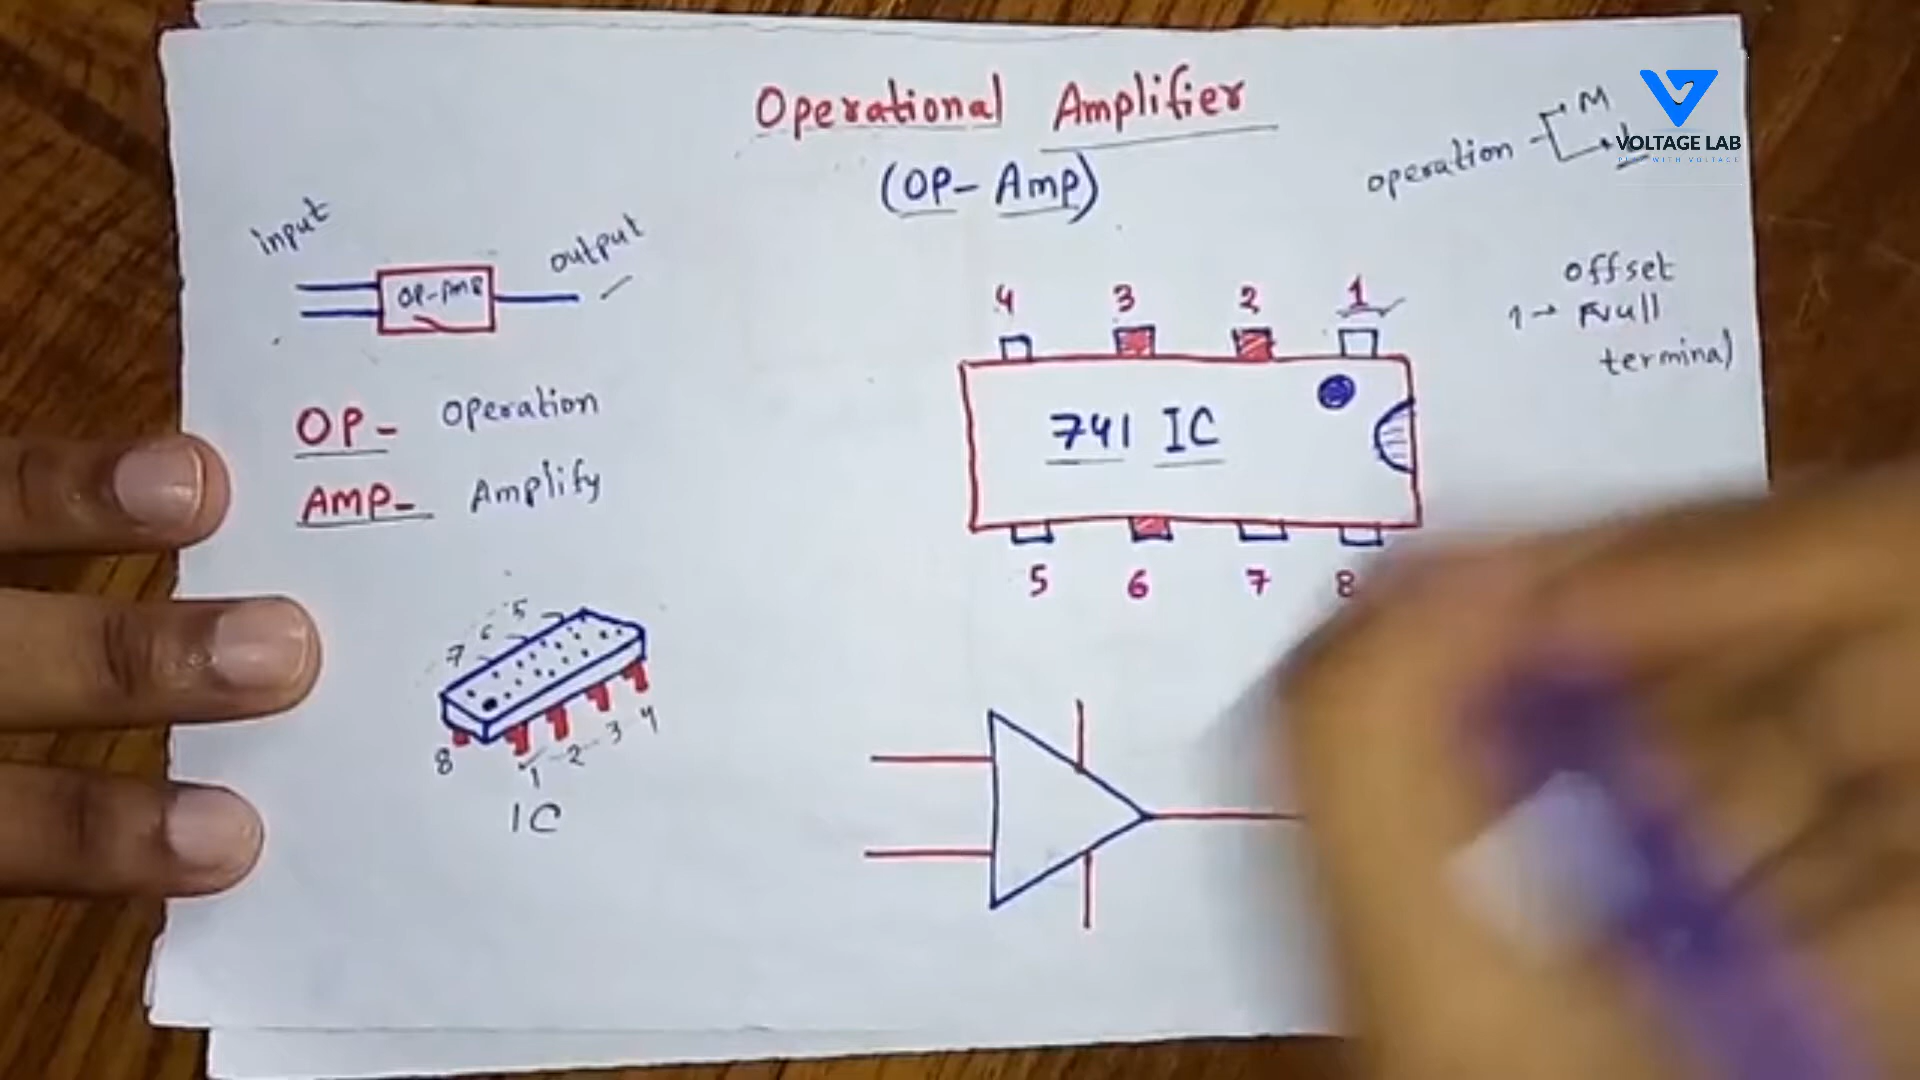 Operational Amplifier
(OP-Amp)
operation M
VOLTAGE LAB
input
output
OP-AMP
offset
1→ Null
terminal
4 3 2 1
741 IC
5 6 7 8
OP- Operation
AMP- Amplify
5
6
7
8
1 2 3 4
IC